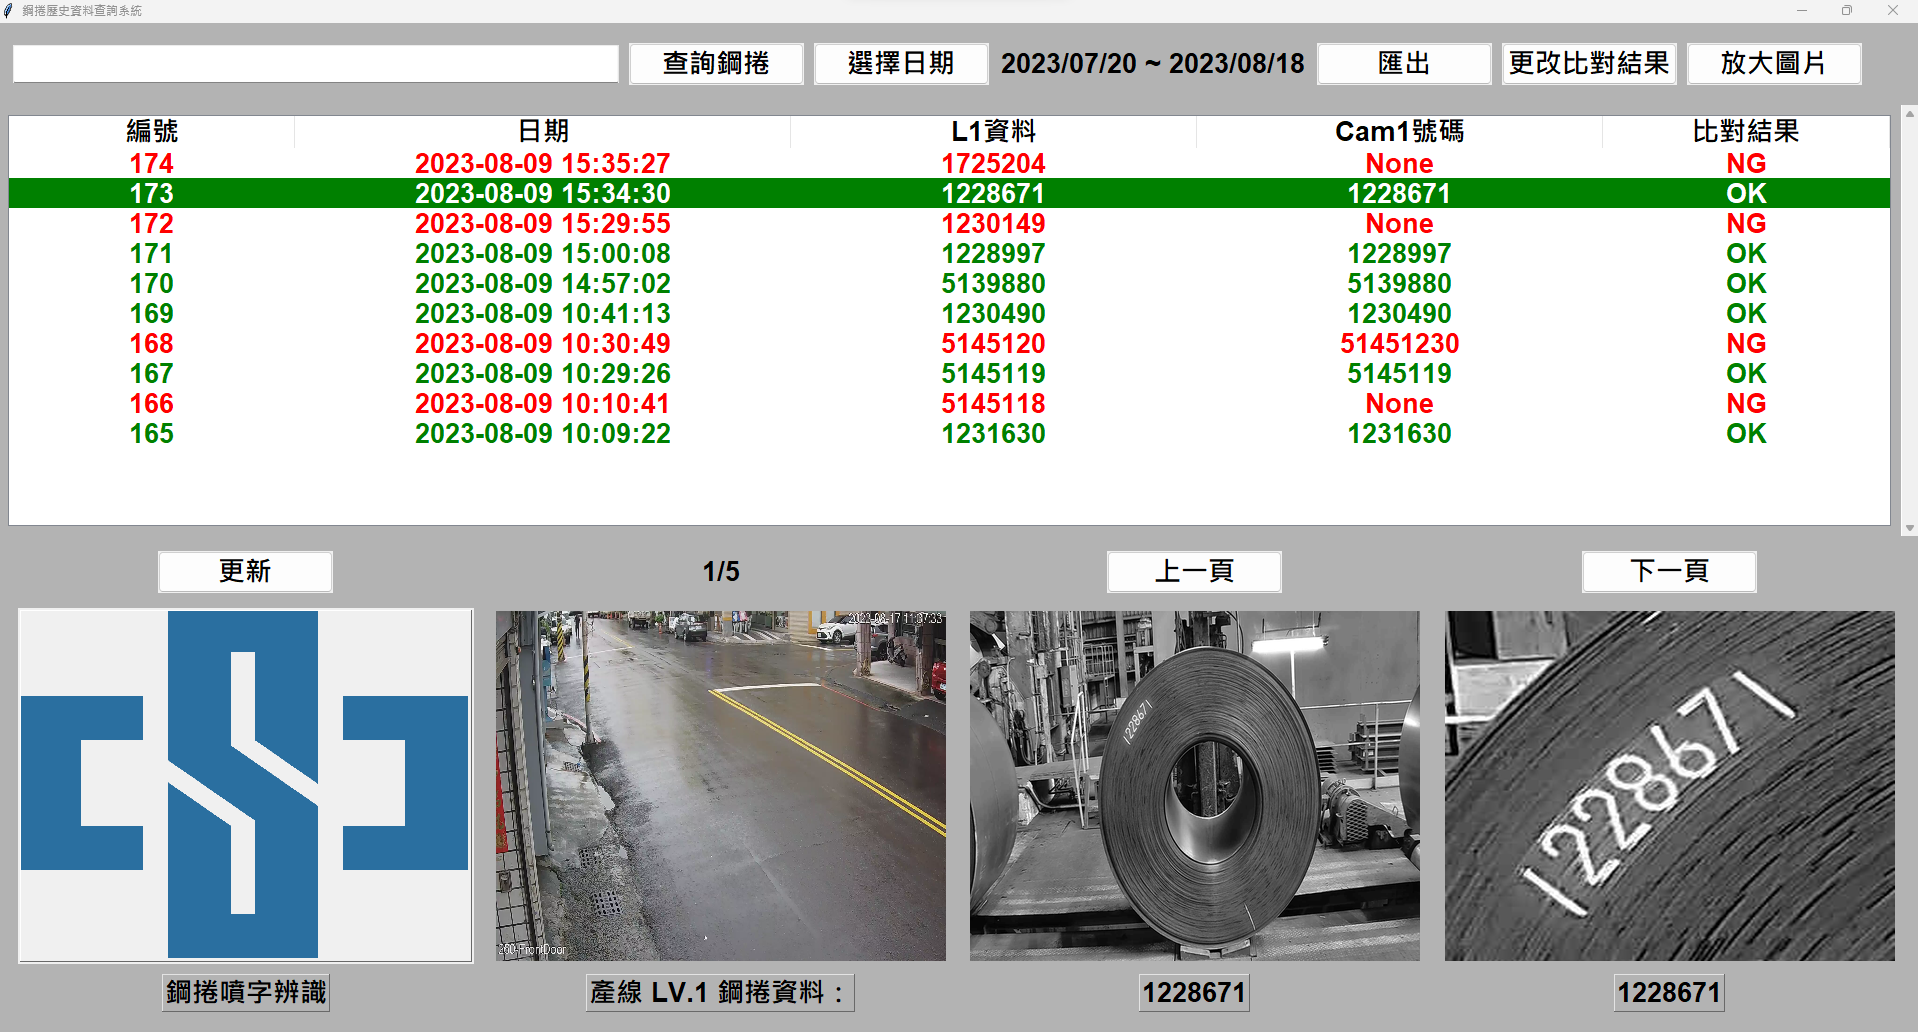 鋼捲歷史資料查詢系統
查詢鋼捲 選擇日期 2023/07/20 ~ 2023/08/18 匯出 更改比對結果 放大圖片
編號 日期 L1資料 Cam1號碼 比對結果
174 2023-08-09 15:35:27 1725204 None NG
173 2023-08-09 15:34:30 1228671 1228671 OK
172 2023-08-09 15:29:55 1230149 None NG
171 2023-08-09 15:00:08 1228997 1228997 OK
170 2023-08-09 14:57:02 5139880 5139880 OK
169 2023-08-09 10:41:13 1230490 1230490 OK
168 2023-08-09 10:30:49 5145120 51451230 NG
167 2023-08-09 10:29:26 5145119 5145119 OK
166 2023-08-09 10:10:41 5145118 None NG
165 2023-08-09 10:09:22 1231630 1231630 OK
更新 1/5 上一頁 下一頁
1228671
1228671
鋼捲噴字辨識 產線 LV.1 鋼捲資料： 1228671 1228671